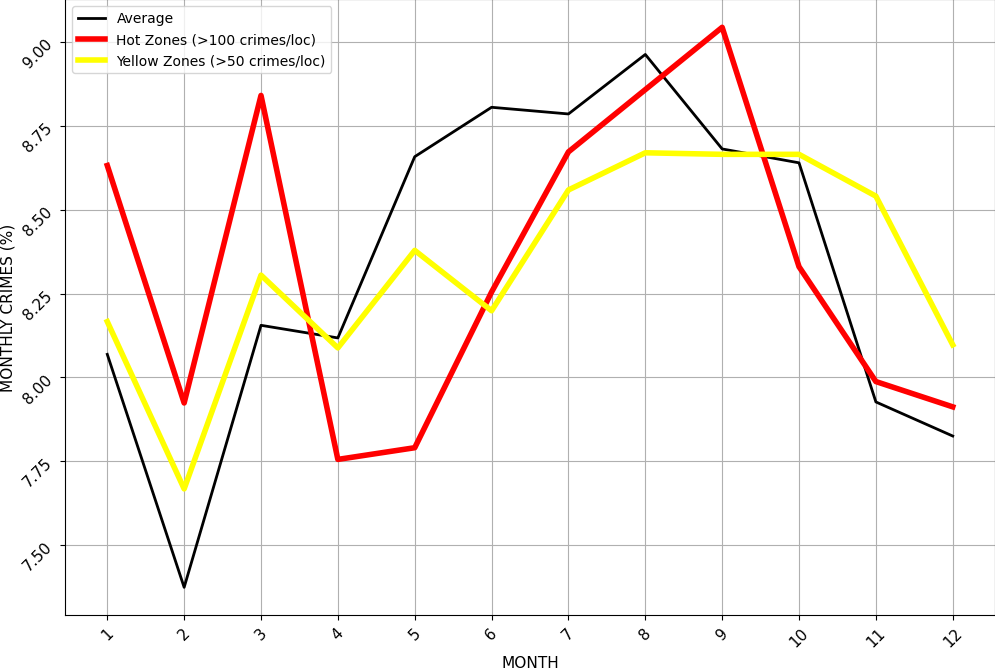 Average
Hot Zones (>100 crimes/loc)
Yellow Zones (>50 crimes/loc)
MONTHLY CRIMES (%)
9.00
8.75
8.50
8.25
8.00
7.75
7.50
1 2 3 4 5 6 7 8 9 10 11 12
MONTH